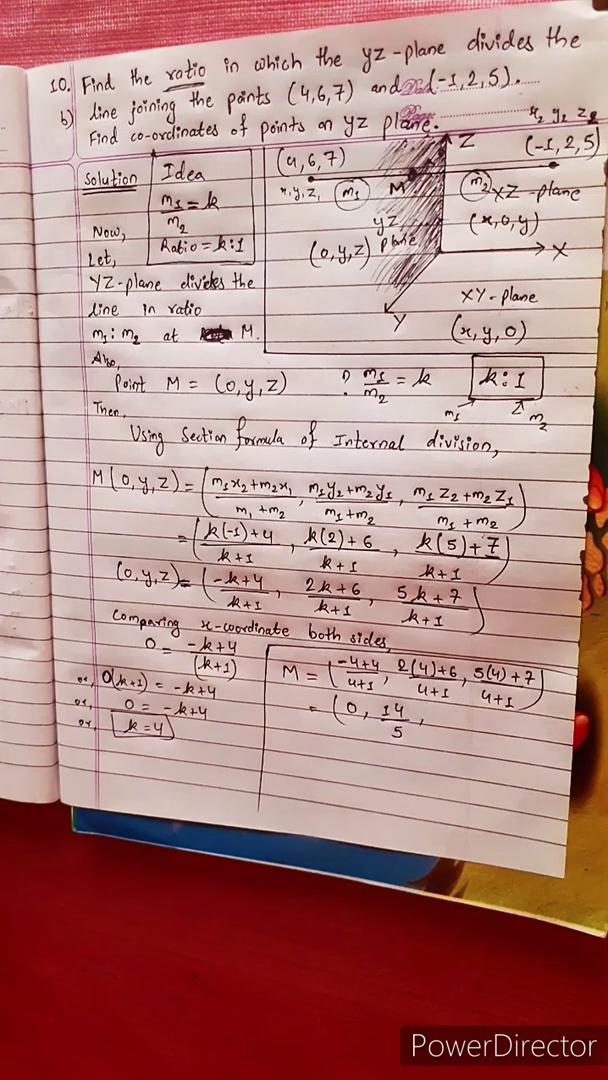 10. Find the ratio in which the yz-plane divides the
b) line joining the points (4,6,7) and (-1,2,5).
Find co-ordinates of points on yz plane.
Solution
Idea
m₁/m₂ = k
Ratio = k:1
(4,6,7)
x₁ y₁ z₁
m₁
M
m₂
x₂ y₂ z₂
(-1,2,5)
Z
XZ-plane
(x,0,y)
yz
plane
(0,y,z)
X
Y
XY-plane
(x,y,0)
Now,
Let,
YZ-plane divides the
line in ratio
m₁:m₂ at M.
Also,
Point M = (0,y,z) ∵ m₁/m₂ = k k:1
m₁ m₂
Then,
Using Section formula of Internal division,
M(0,y,z) = ((m₁x₂+m₂x₁)/(m₁+m₂), (m₁y₂+m₂y₁)/(m₁+m₂), (m₁z₂+m₂z₁)/(m₁+m₂))
= ((k(-1)+4)/(k+1), (k(2)+6)/(k+1), (k(5)+7)/(k+1))
(0,y,z) = ((-k+4)/(k+1), (2k+6)/(k+1), (5k+7)/(k+1))
Comparing x-coordinate both sides,
0 = (-k+4)/(k+1)
or, 0(k+1) = -k+4
or, 0 = -k+4
or, k=4
M = ((-4+4)/(4+1), (2(4)+6)/(4+1), (5(4)+7)/(4+1))
= (0, 14/5,
PowerDirector